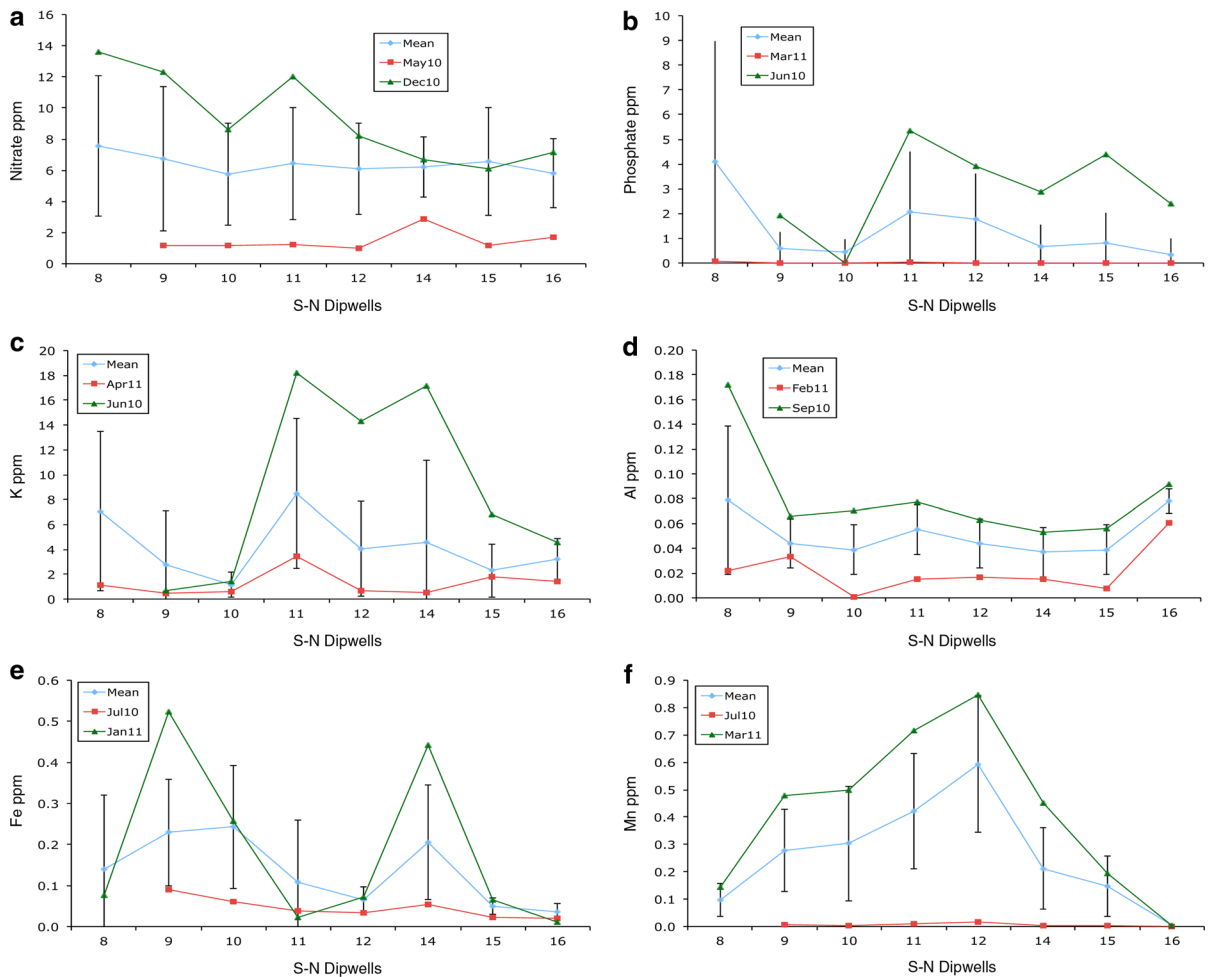 a
16
14
12
10
8
6
4
2
0
Nitrate ppm
Mean
May10
Dec10
8 9 10 11 12 14 15 16
S-N Dipwells
b
10
9
8
7
6
5
4
3
2
1
0
Phosphate ppm
Mean
Mar11
Jun10
8 9 10 11 12 14 15 16
S-N Dipwells
c
20
18
16
14
12
10
8
6
4
2
0
K ppm
Mean
Apr11
Jun10
8 9 10 11 12 14 15 16
S-N Dipwells
d
0.20
0.18
0.16
0.14
0.12
0.10
0.08
0.06
0.04
0.02
0.00
Al ppm
Mean
Feb11
Sep10
8 9 10 11 12 14 15 16
S-N Dipwells
e
0.6
0.5
0.4
0.3
0.2
0.1
0.0
Fe ppm
Mean
Jul10
Jan11
8 9 10 11 12 14 15 16
S-N Dipwells
f
0.9
0.8
0.7
0.6
0.5
0.4
0.3
0.2
0.1
0.0
Mn ppm
Mean
Jul10
Mar11
8 9 10 11 12 14 15 16
S-N Dipwells